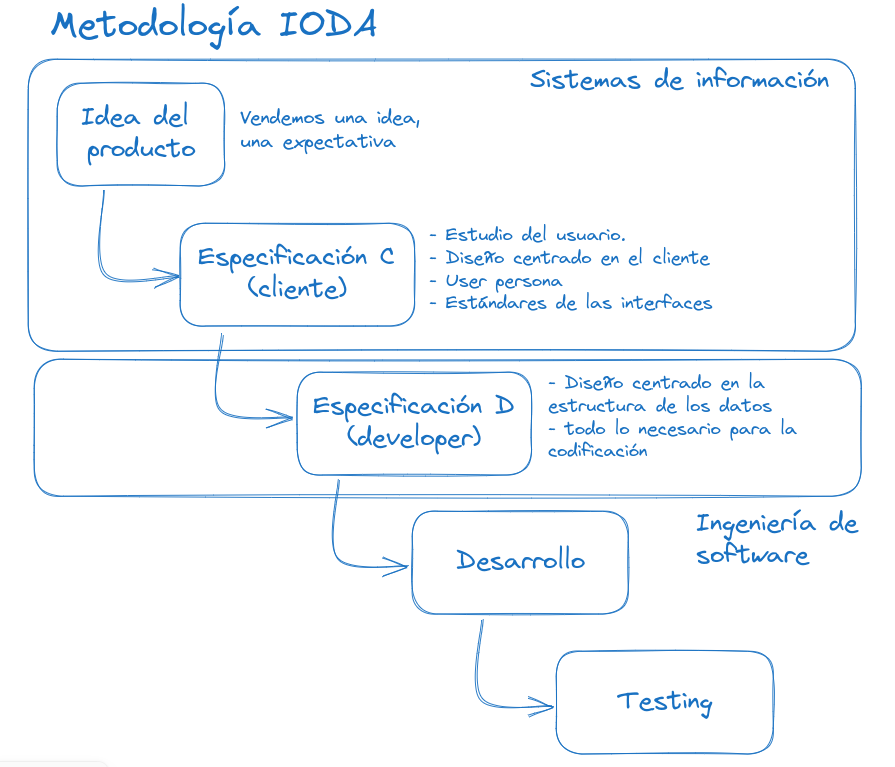 Metodología IODA
Sistemas de información
Idea del
producto
Vendemos una idea,
una expectativa
Especificación C
(cliente)
- Estudio del usuario.
- Diseño centrado en el cliente
- User persona
- Estándares de las interfaces
Especificación D
(developer)
- Diseño centrado en la
estructura de los datos
- todo lo necesario para la
codificación
Ingeniería de
software
Desarrollo
Testing